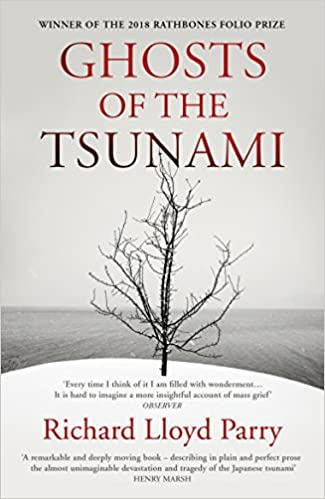 WINNER OF THE 2018 RATHBONES FOLIO PRIZE
GHOSTS
OF THE
TSUNAMI
'Every time I think of it I am filled with wonderment…
It is hard to imagine a more insightful account of mass grief'
OBSERVER
Richard Lloyd Parry
'A remarkable and deeply moving book – describing in plain and perfect prose
the almost unimaginable devastation and tragedy of the Japanese tsunami'
HENRY MARSH